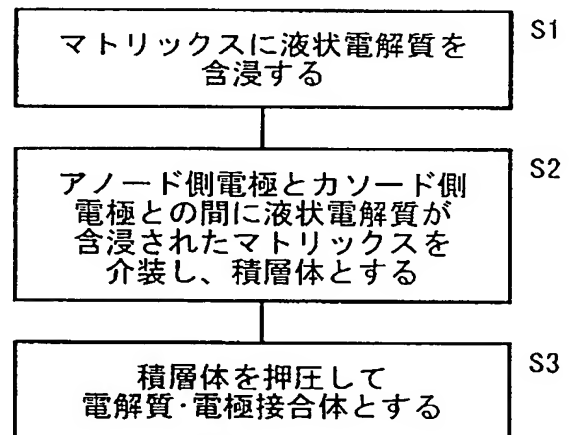 マトリックスに液状電解質を
含浸する
S1
アノード側電極とカソード側
電極との間に液状電解質が
含浸されたマトリックスを
介装し、積層体とする
S2
積層体を押圧して
電解質・電極接合体とする
S3